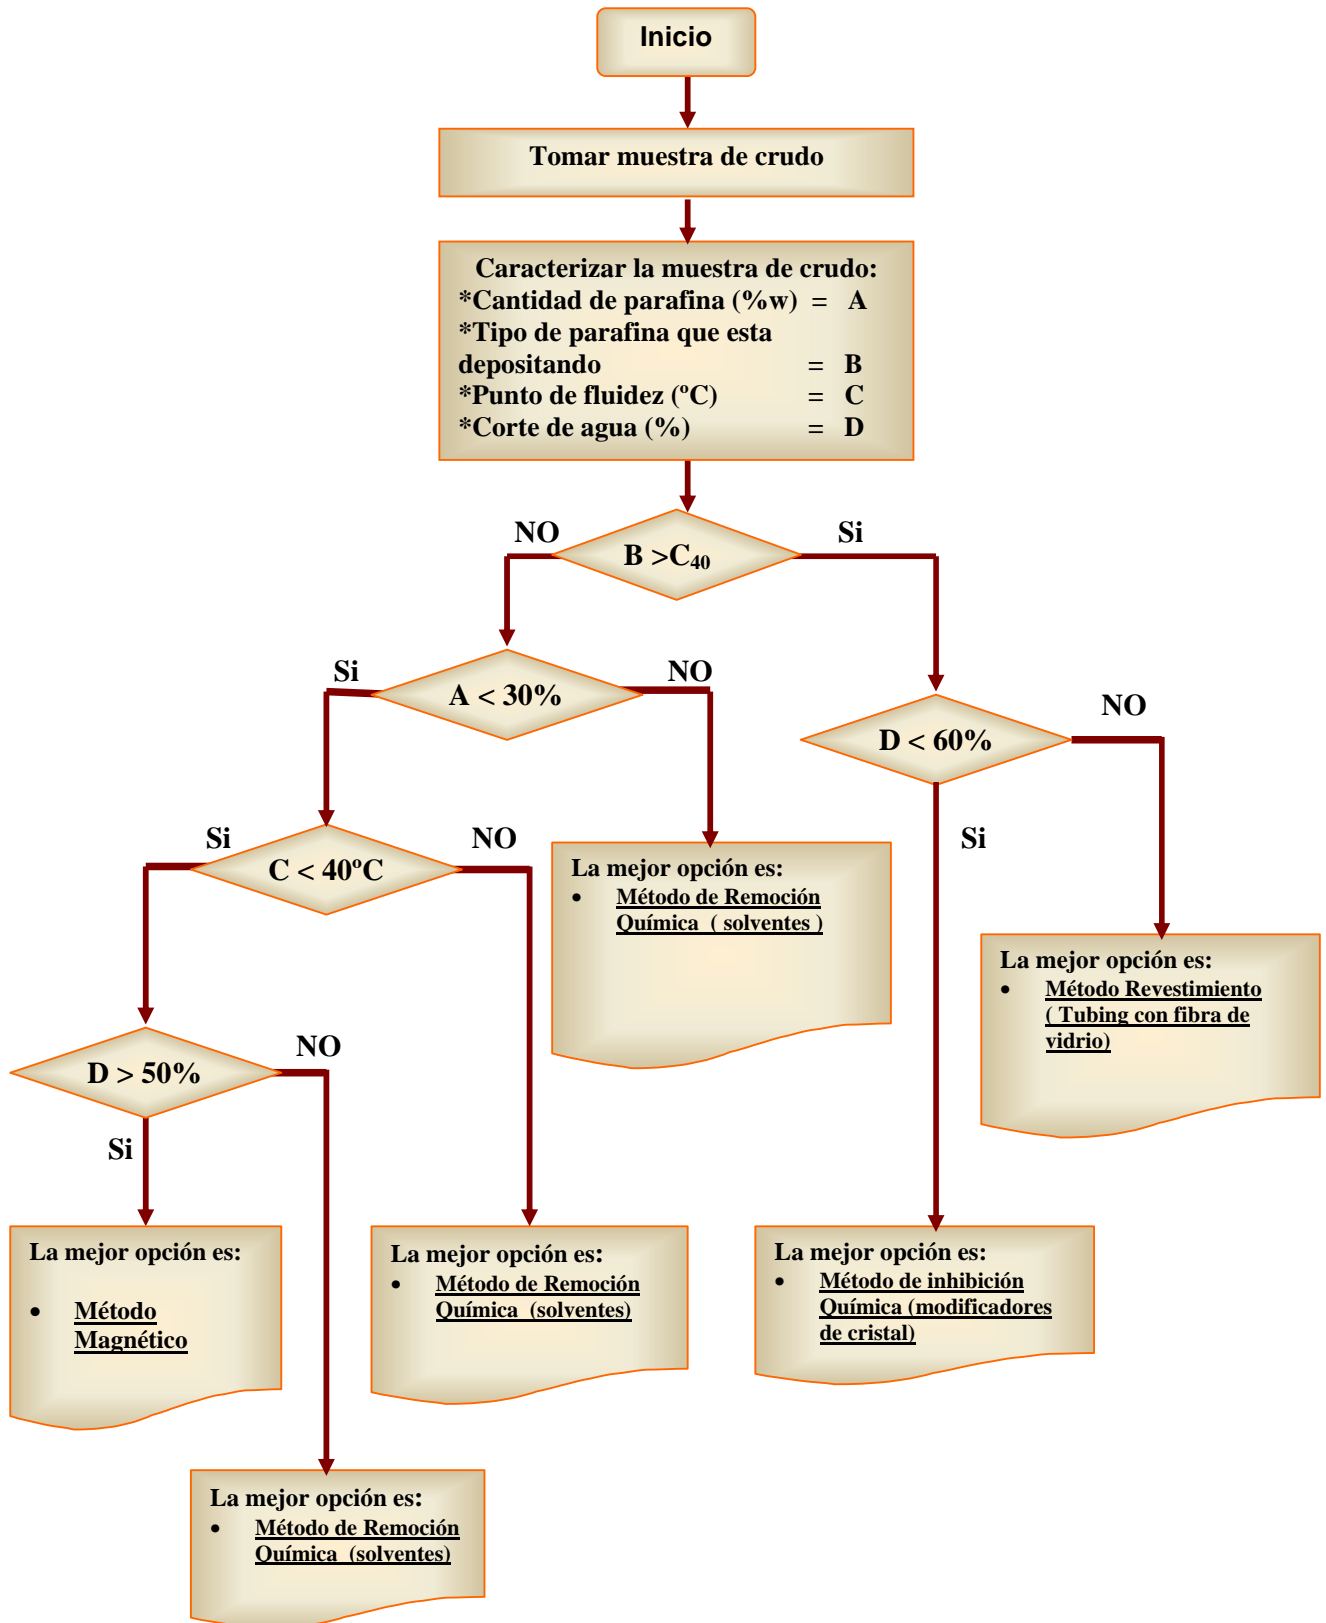 Inicio
Tomar muestra de crudo
Caracterizar la muestra de crudo:
*Cantidad de parafina (%w) = A
*Tipo de parafina que esta
depositando = B
*Punto de fluidez (ºC) = C
*Corte de agua (%) = D
NO
Si
B >C₄₀
Si
NO
A < 30%
NO
D < 60%
Si
NO
Si
C < 40ºC
La mejor opción es:
• Método de Remoción
Química ( solventes )
La mejor opción es:
• Método Revestimiento
( Tubing con fibra de
vidrio)
NO
D > 50%
Si
La mejor opción es:
• Método
Magnético
La mejor opción es:
• Método de Remoción
Química (solventes)
La mejor opción es:
• Método de inhibición
Química (modificadores
de cristal)
La mejor opción es:
• Método de Remoción
Química (solventes)